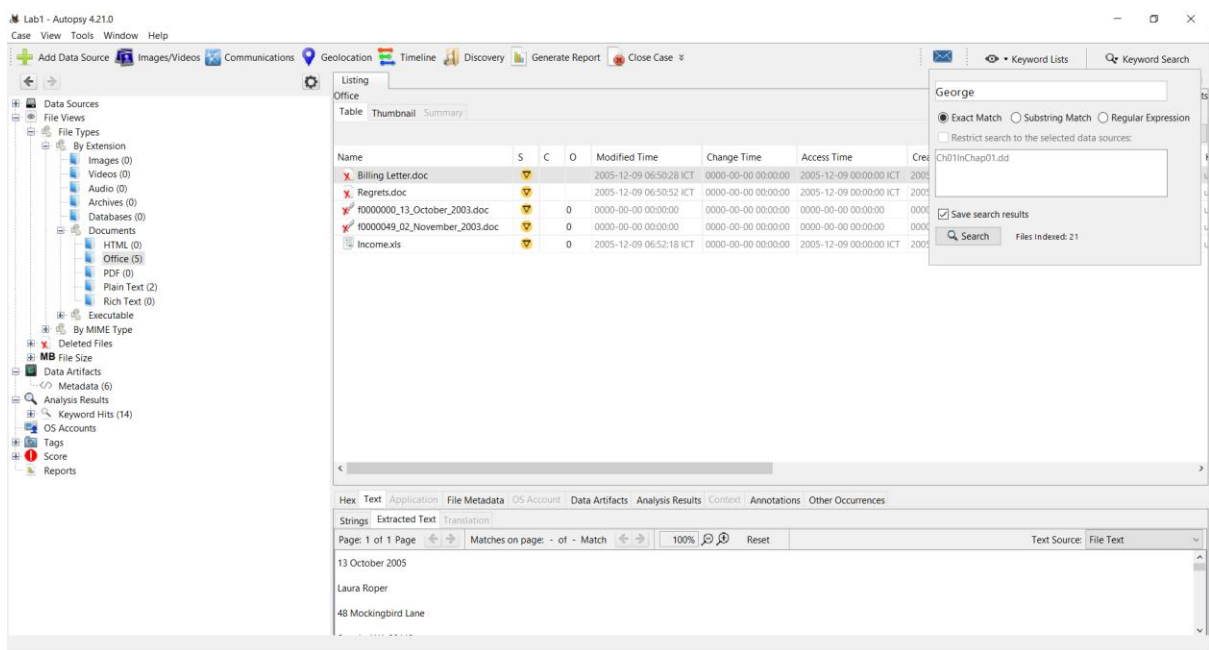 Lab1 - Autopsy 4.21.0
Case View Tools Window Help
Add Data Source Images/Videos Communications Geolocation Timeline Discovery Generate Report Close Case Keyword Lists Keyword Search
Listing
Office
Table Thumbnail Summary
Name S C O Modified Time Change Time Access Time Crea
Billing Letter.doc 2005-12-09 06:50:28 ICT 0000-00-00 00:00:00 2005-12-09 00:00:00 ICT 2005
Regrets.doc 2005-12-09 06:50:52 ICT 0000-00-00 00:00:00 2005-12-09 00:00:00 ICT 2005
f0000000_13_October_2003.doc 0 0000-00-00 00:00:00 0000-00-00 00:00:00 0000-00-00 00:00:00 0000
f0000049_02_November_2003.doc 0 0000-00-00 00:00:00 0000-00-00 00:00:00 0000-00-00 00:00:00 0000
Income.xls 0 2005-12-09 06:52:18 ICT 0000-00-00 00:00:00 2005-12-09 00:00:00 ICT 2005
George
Exact Match Substring Match Regular Expression
Restrict search to the selected data sources:
Ch01InChap01.dd
Save search results
Search Files Indexed: 21
Data Sources
File Views
File Types
By Extension
Images (0)
Videos (0)
Audio (0)
Archives (0)
Databases (0)
Documents
HTML (0)
Office (5)
PDF (0)
Plain Text (2)
Rich Text (0)
Executable
By MIME Type
Deleted Files
MB File Size
Data Artifacts
Metadata (6)
Analysis Results
Keyword Hits (14)
OS Accounts
Tags
Score
Reports
Hex Text Application File Metadata OS Account Data Artifacts Analysis Results Context Annotations Other Occurrences
Strings Extracted Text Translation
Page: 1 of 1 Page Matches on page: - of - Match 100% Reset Text Source: File Text
13 October 2005
Laura Roper
48 Mockingbird Lane